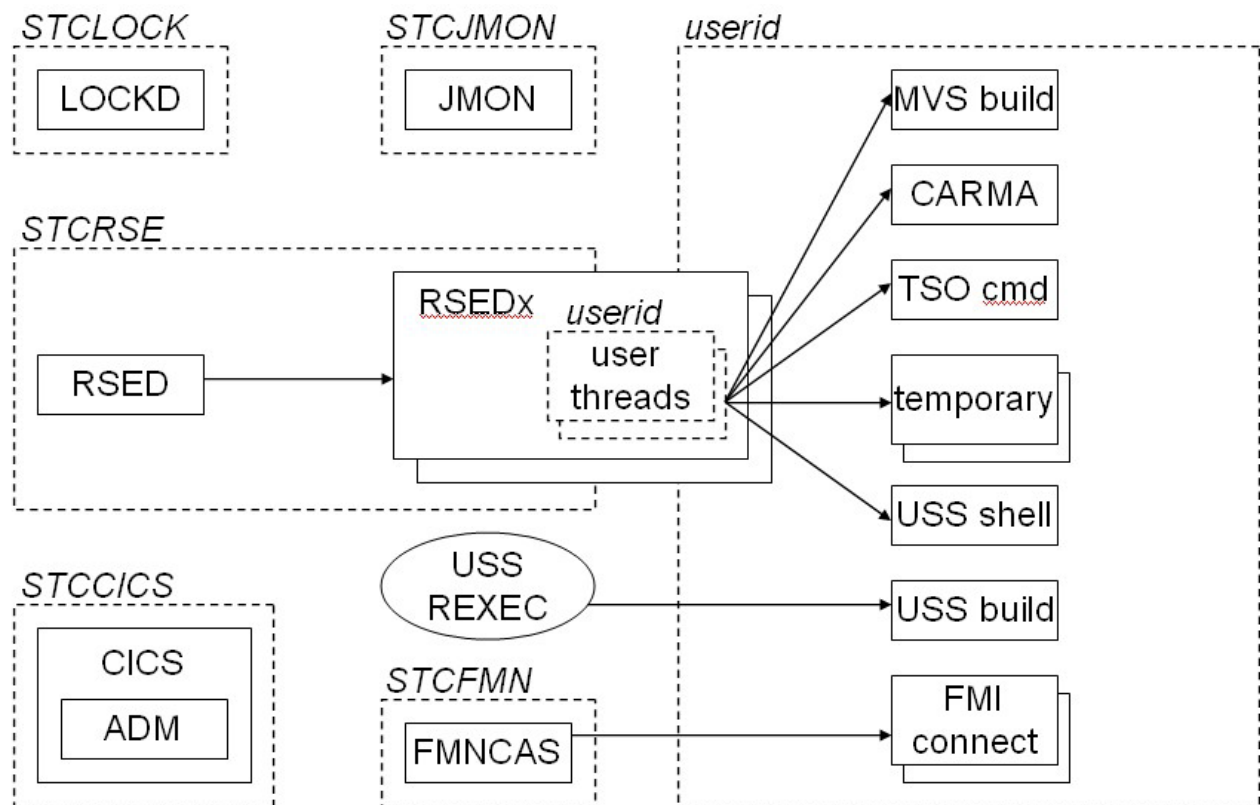 STCLOCK
LOCKD
STCJMON
JMON
userid
MVS build
CARMA
TSO cmd
temporary
USS shell
USS build
FMI
connect
STCRSE
RSED
RSEDx
userid
user
threads
USS
REXEC
STCCICS
CICS
ADM
STCFMN
FMNCAS